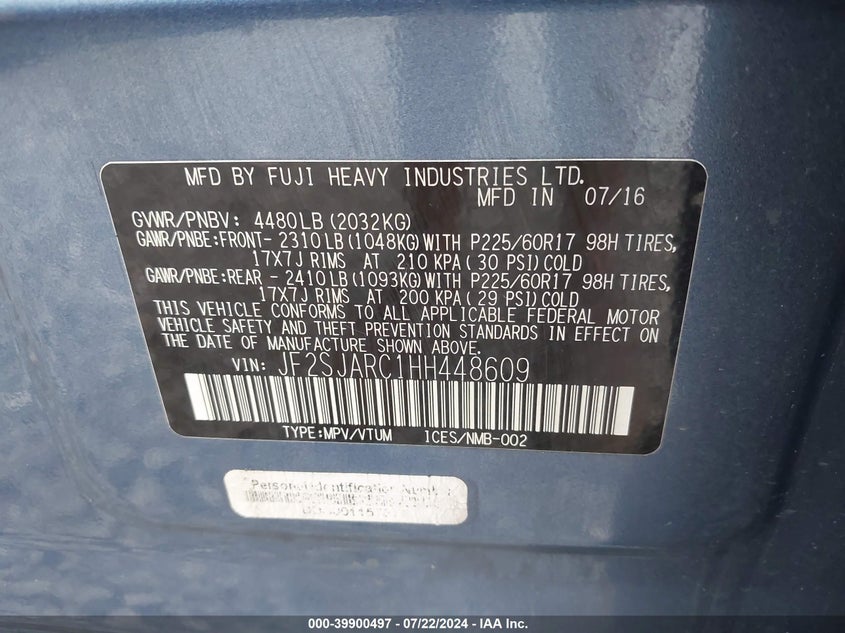 MFD BY FUJI HEAVY INDUSTRIES LTD.
MFD IN 07/16
GVWR/PNBV: 4480LB (2032KG)
GAWR/PNBE:FRONT- 2310LB(1048KG)WITH P225/60R17 98H TIRES,
17X7J RIMS AT 210 KPA( 30 PSI)COLD
GAWR/PNBE:REAR - 2410LB(1093KG)WITH P225/60R17 98H TIRES,
17X7J RIMS AT 200 KPA( 29 PSI)COLD
THIS VEHICLE CONFORMS TO ALL APPLICABLE FEDERAL MOTOR
VEHICLE SAFETY AND THEFT PREVENTION STANDARDS IN EFFECT ON
THE DATE OF MANUFACTURE SHOWN ABOVE.
VIN: JF2SJARC1HH448609
TYPE:MPV/VTUM ICES/NMB-002
Personal Identification
000-39900497 - 07/22/2024 - IAA Inc.